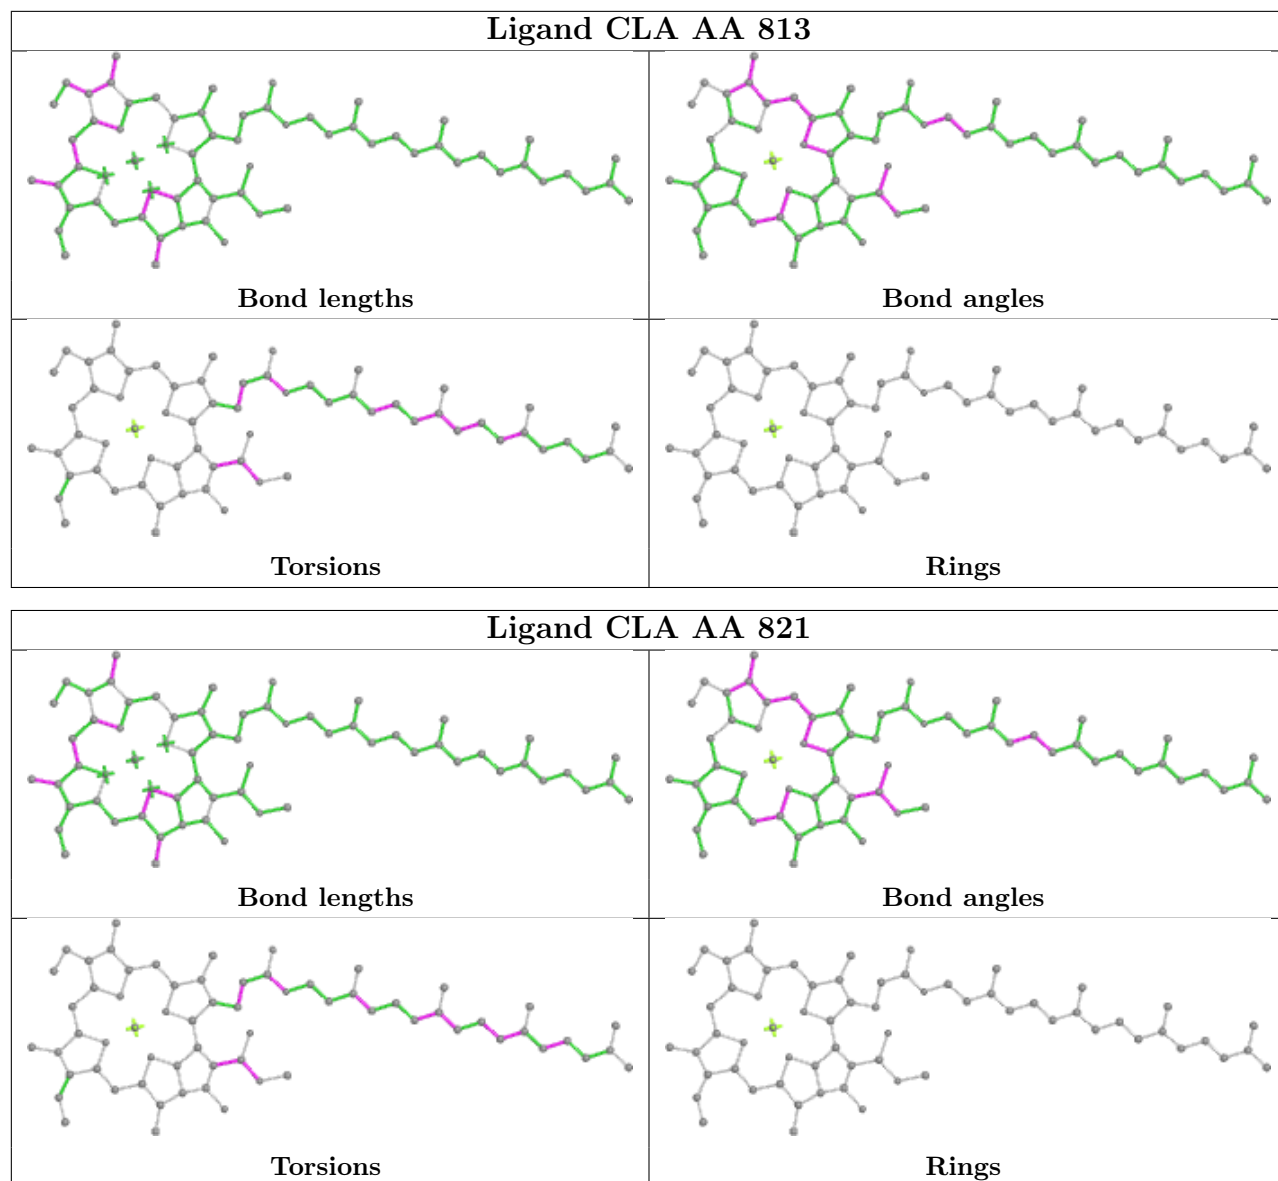 Ligand CLA AA 813
Bond lengths
Bond angles
Torsions
Rings
Ligand CLA AA 821
Bond lengths
Bond angles
Torsions
Rings